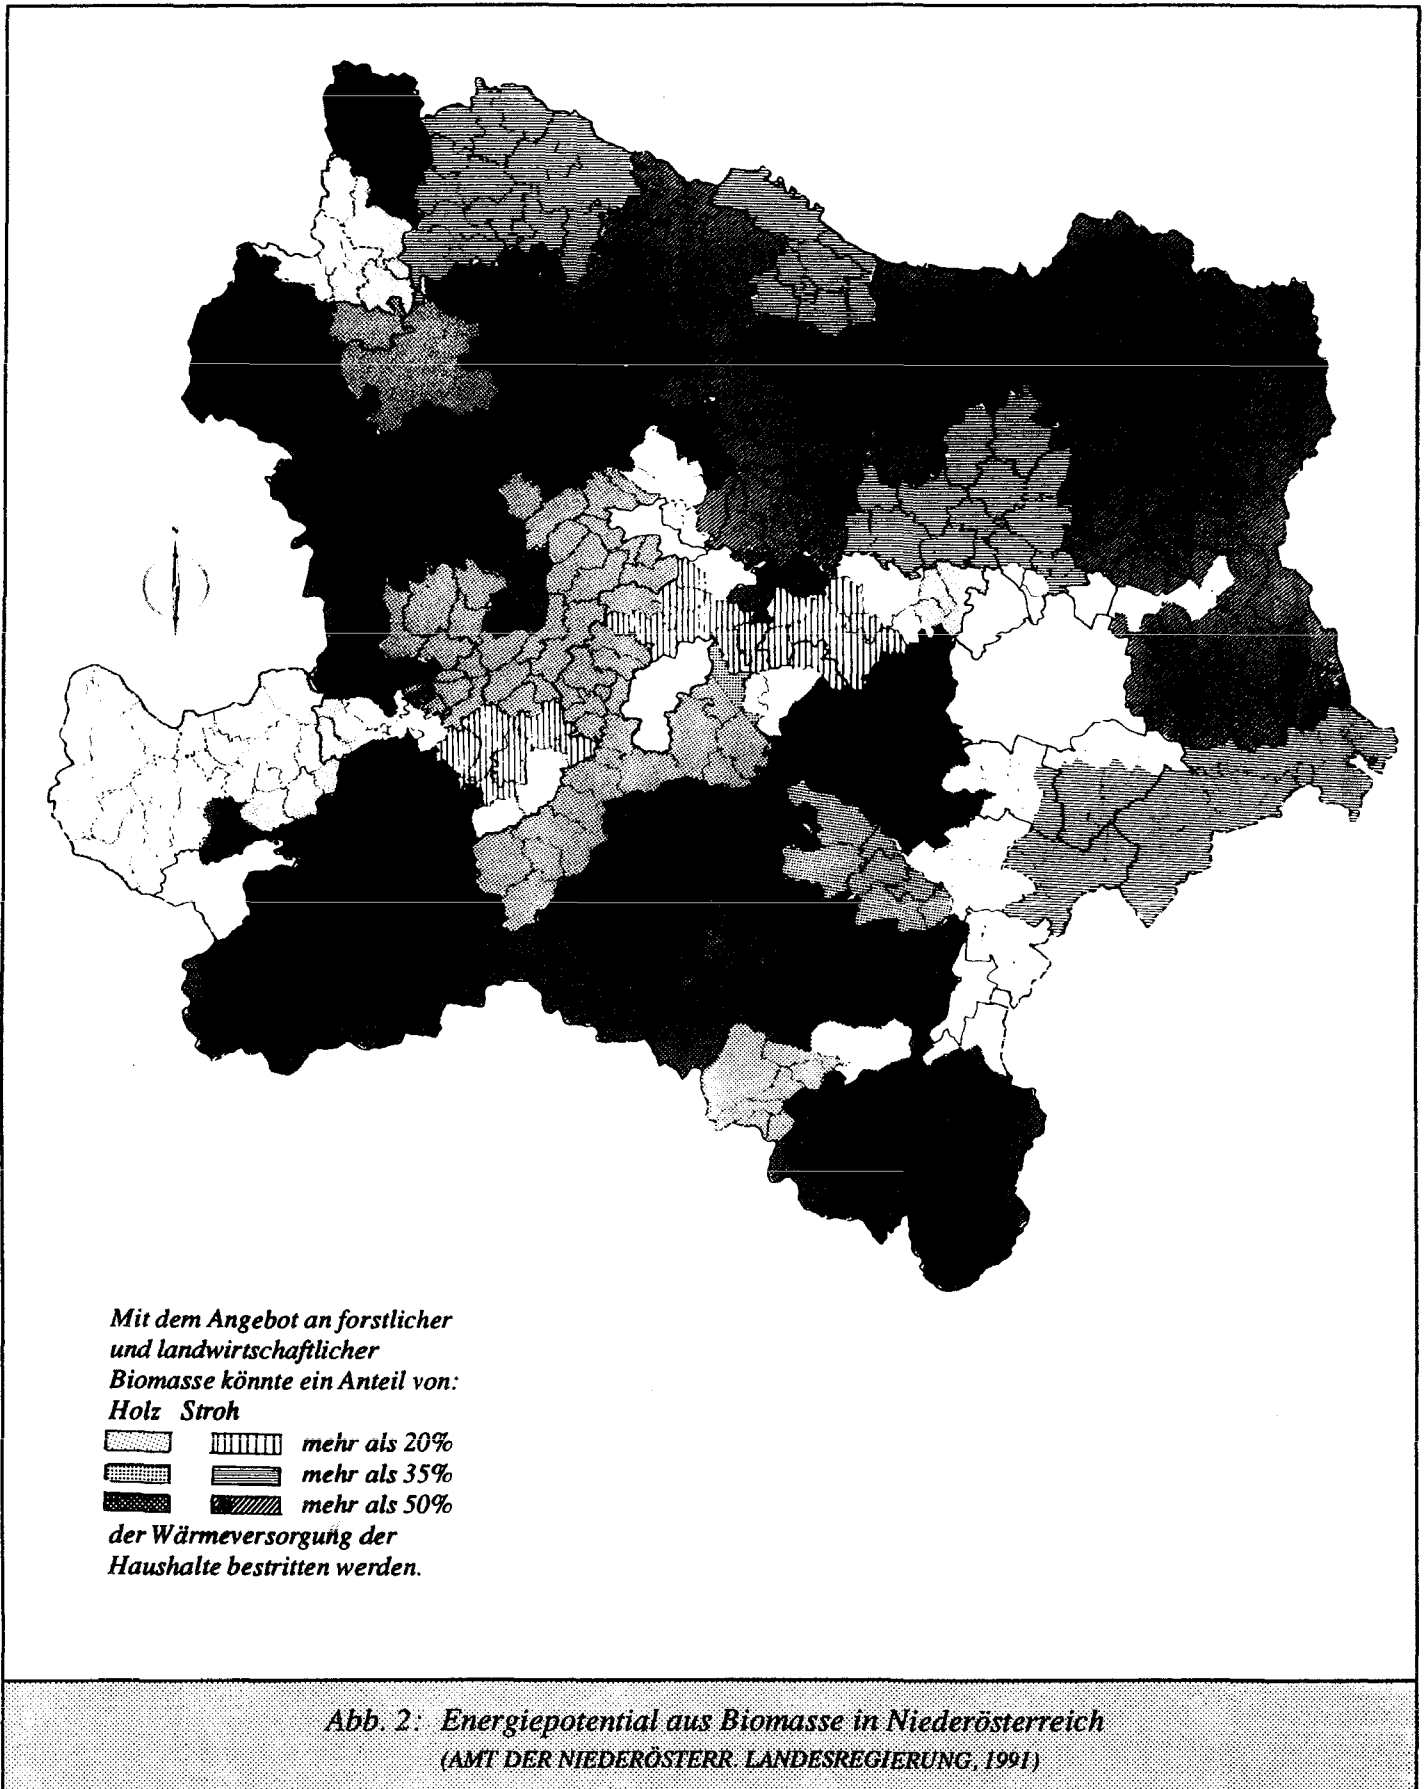 Mit dem Angebot an forstlicher
und landwirtschaftlicher
Biomasse könnte ein Anteil von:
Holz Stroh
mehr als 20%
mehr als 35%
mehr als 50%
der Wärmeversorgung der
Haushalte bestritten werden.
Abb. 2: Energiepotential aus Biomasse in Niederösterreich
(AMT DER NIEDERÖSTERR. LANDESREGIERUNG, 1991)